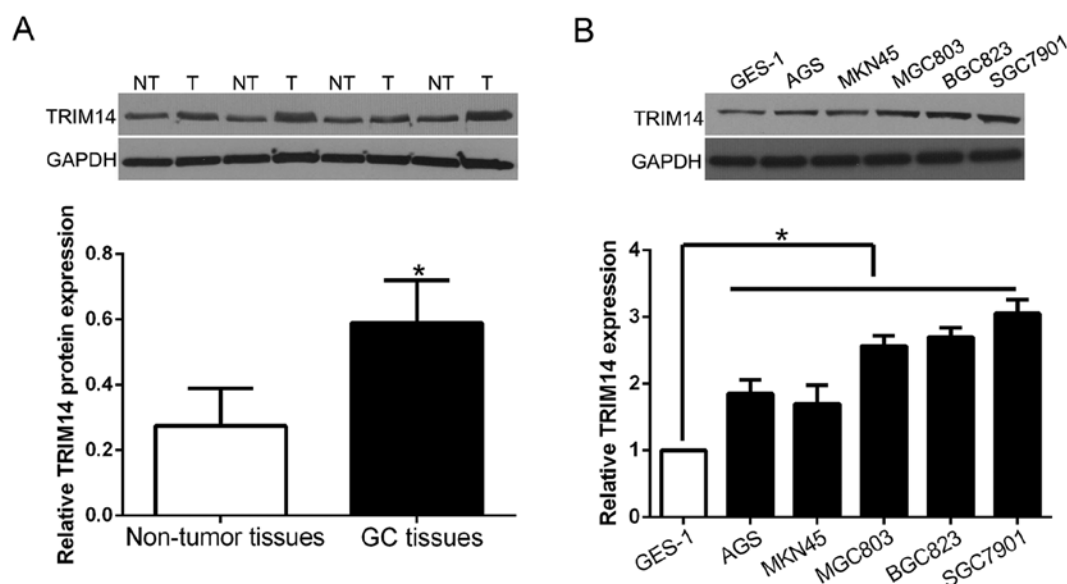 A
NT T NT T NT T NT T
TRIM14
GAPDH
Relative TRIM14 protein expression
0.8
0.6
0.4
0.2
0.0
*
Non-tumor tissues GC tissues
B
GES-1 AGS MKN45 MGC803 BGC823 SGC7901
TRIM14
GAPDH
Relative TRIM14 expression
4
3
2
1
0
*
GES-1 AGS MKN45 MGC803 BGC823 SGC7901